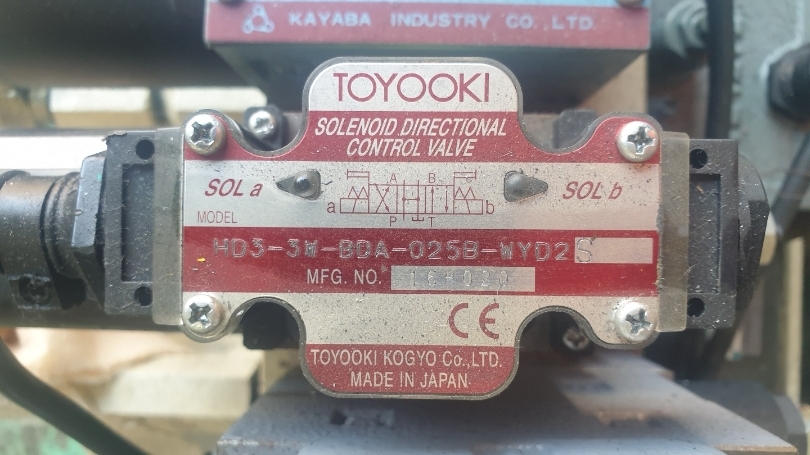 KAYABA INDUSTRY CO.,LTD.
TOYOOKI
SOLENOID DIRECTIONAL
CONTROL VALVE
SOL a
A B
SOL b
a
b
MODEL
P T
HD3-3W-BDA-025B-WYD2S
MFG. NO.
CE
TOYOOKI KOGYO Co.,LTD.
MADE IN JAPAN